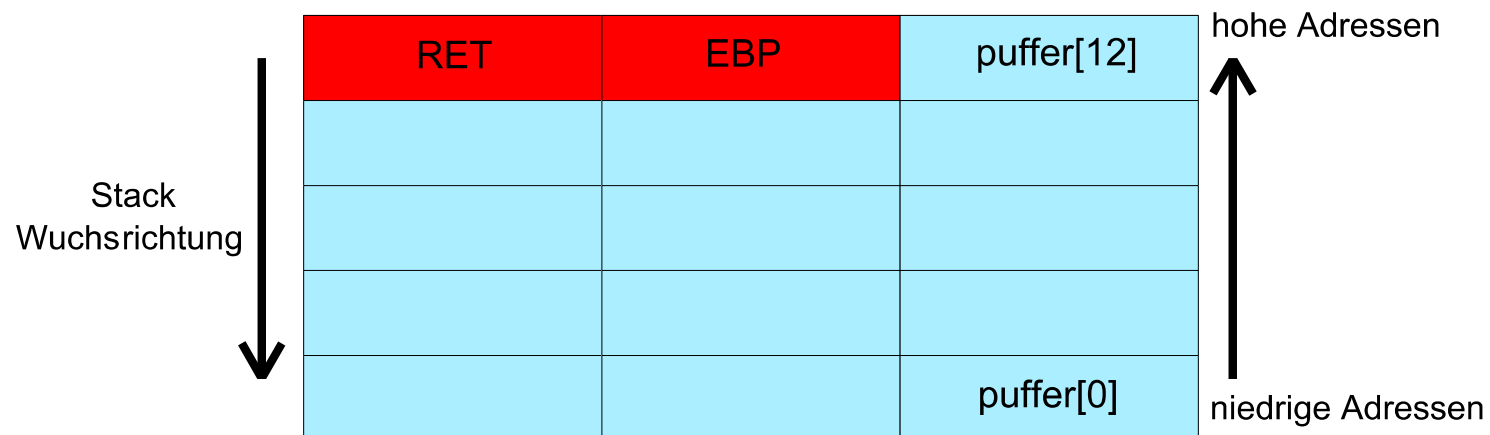 hohe Adressen
RET
EBP
puffer[12]
Stack
Wuchsrichtung
puffer[0]
niedrige Adressen